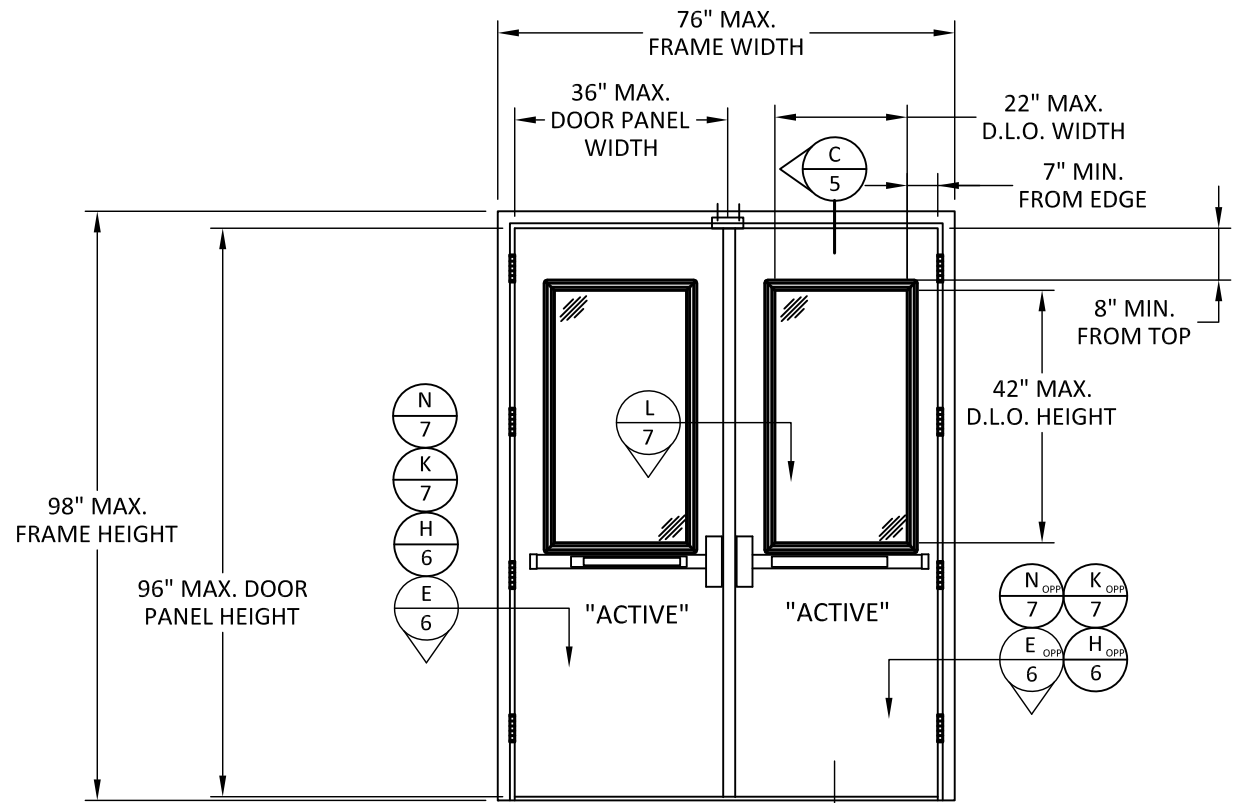 76" MAX.
FRAME WIDTH
36" MAX.
DOOR PANEL
WIDTH
22" MAX.
D.L.O. WIDTH
C
5
7" MIN.
FROM EDGE
8" MIN.
FROM TOP
42" MAX.
D.L.O. HEIGHT
L
7
N
7
K
7
H
6
E
6
98" MAX.
FRAME HEIGHT
96" MAX. DOOR
PANEL HEIGHT
"ACTIVE"
"ACTIVE"
N OPP
7
K OPP
7
E OPP
6
H OPP
6